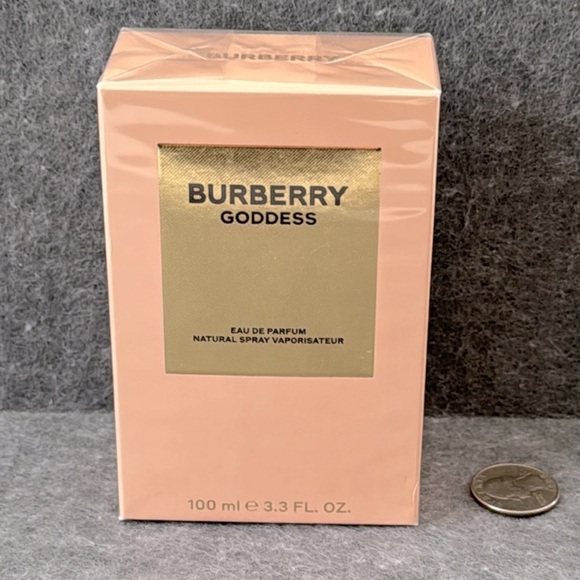 BURBERRY
BURBERRY
GODDESS
EAU DE PARFUM
NATURAL SPRAY VAPORISATEUR
100 ml ℮ 3.3 FL. OZ.